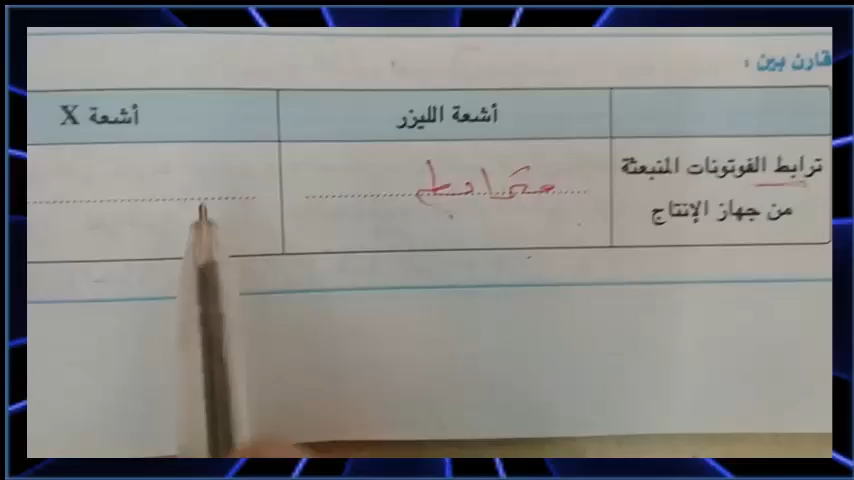 قارن بين :
أشعة الليزر
أشعة X
ترابط الفوتونات المنبعثة
من جهاز الإنتاج
مترابط